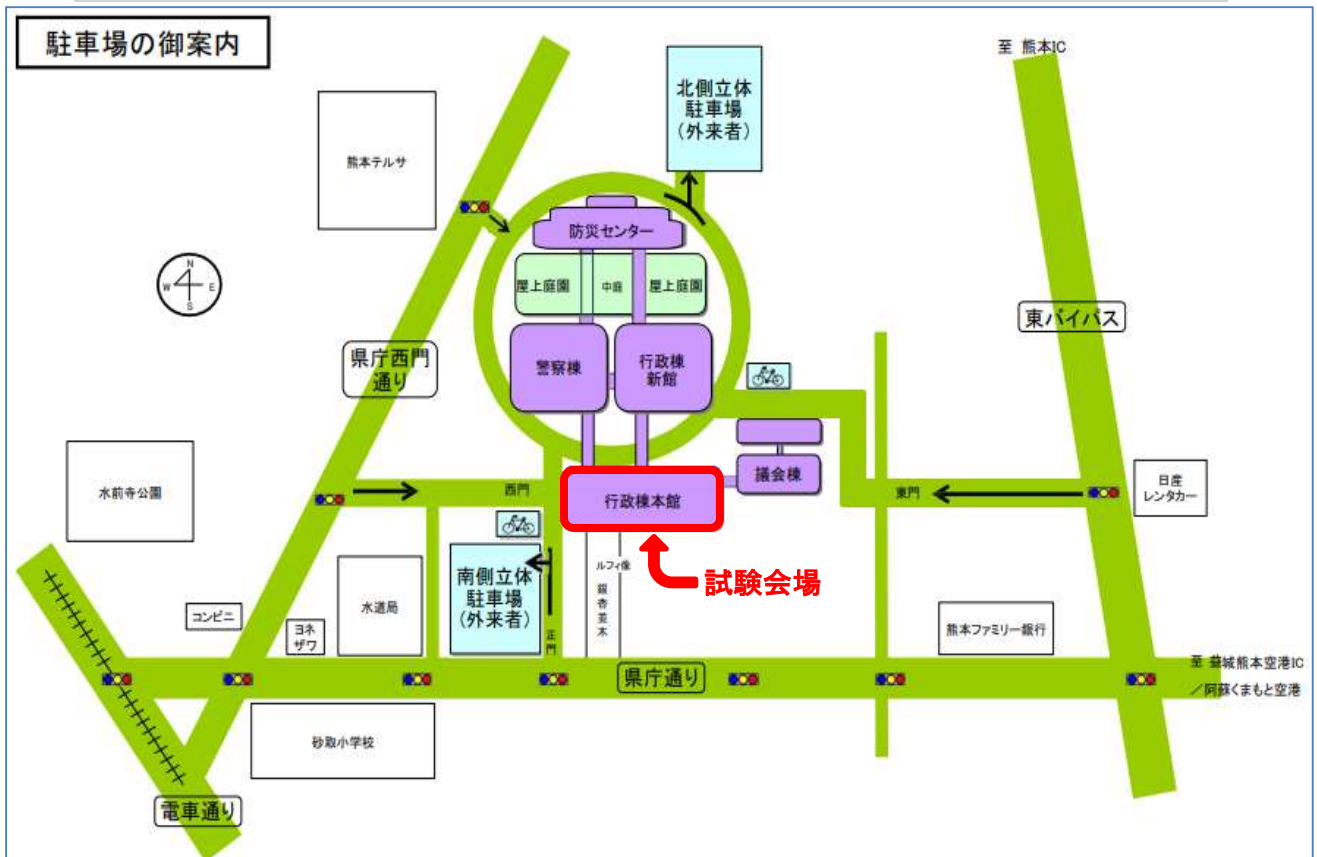 駐車場の御案内
至 熊本IC
北側立体
駐車場
（外来者）
熊本テルサ
防災センター
N
W
E
S
屋上庭園
中庭
屋上庭園
東バイパス
県庁西門
通り
警察棟
行政棟
新館
水前寺公園
西門
行政棟本館
議会棟
東門
日産
レンタカー
南側立体
駐車場
（外来者）
ルフィ像
銀杏並木
試験会場
水道局
コンビニ
ヨネ
ザワ
正門
熊本ファミリー銀行
県庁通り
至 益城熊本空港IC
／阿蘇くまもと空港
砂取小学校
電車通り